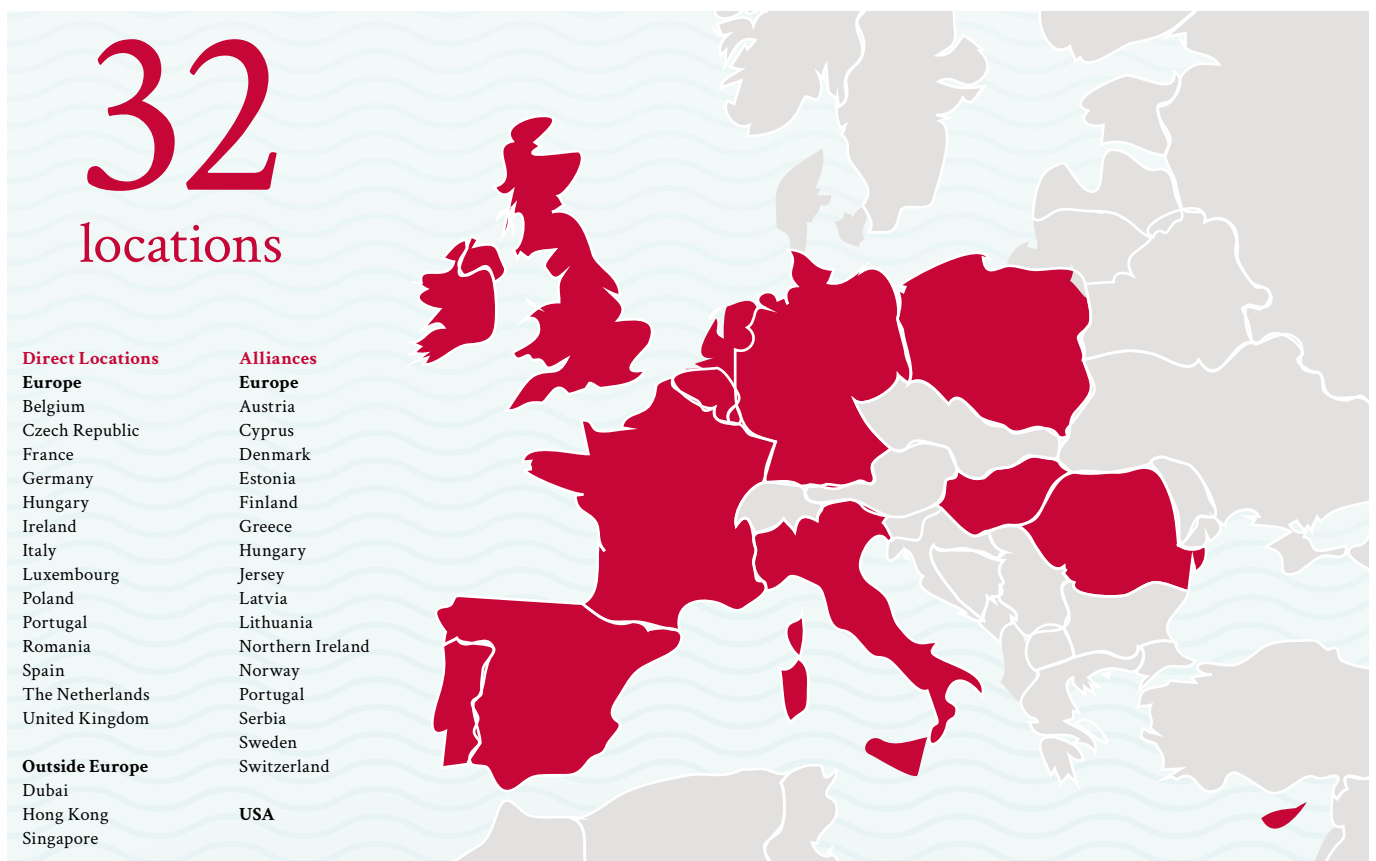 32
locations
Direct Locations
Europe
Belgium
Czech Republic
France
Germany
Hungary
Ireland
Italy
Luxembourg
Poland
Portugal
Romania
Spain
The Netherlands
United Kingdom
Outside Europe
Dubai
Hong Kong
Singapore
Alliances
Europe
Austria
Cyprus
Denmark
Estonia
Finland
Greece
Hungary
Jersey
Latvia
Lithuania
Northern Ireland
Norway
Portugal
Serbia
Sweden
Switzerland
USA